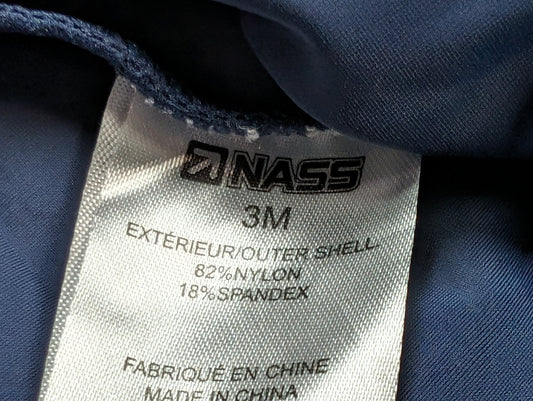 NASS
3M
EXTÉRIEUR/OUTER SHELL
82%NYLON
18%SPANDEX
FABRIQUÉ EN CHINE
MADE IN CHINA